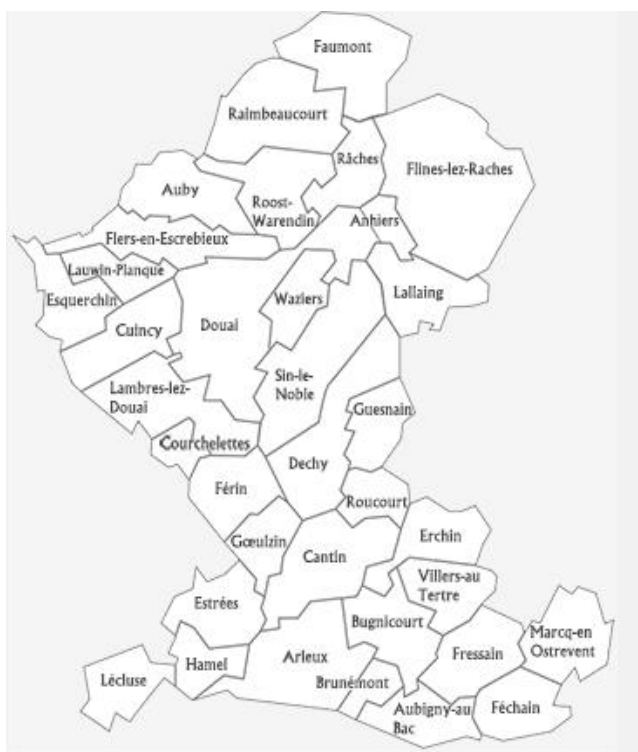 Faumont
Raimbeaucourt
Râches
Flines-lez-Raches
Auby
Roost-
Warendin
Anhiers
Flers-en-Escrebieux
Lauwin-Planque
Esquerchin
Lallaing
Waziers
Cuincy
Douai
Sin-le-
Noble
Lambres-lez-
Douai
Guesnain
Courchelettes
Dechy
Férin
Roucourt
Erchin
Gœulzin
Cantin
Villers-au
Tertre
Estrées
Bugnicourt
Marcq-en
Ostrevent
Hamel
Arleux
Fressain
Lécluse
Brunémont
Aubigny-au
Bac
Féchain